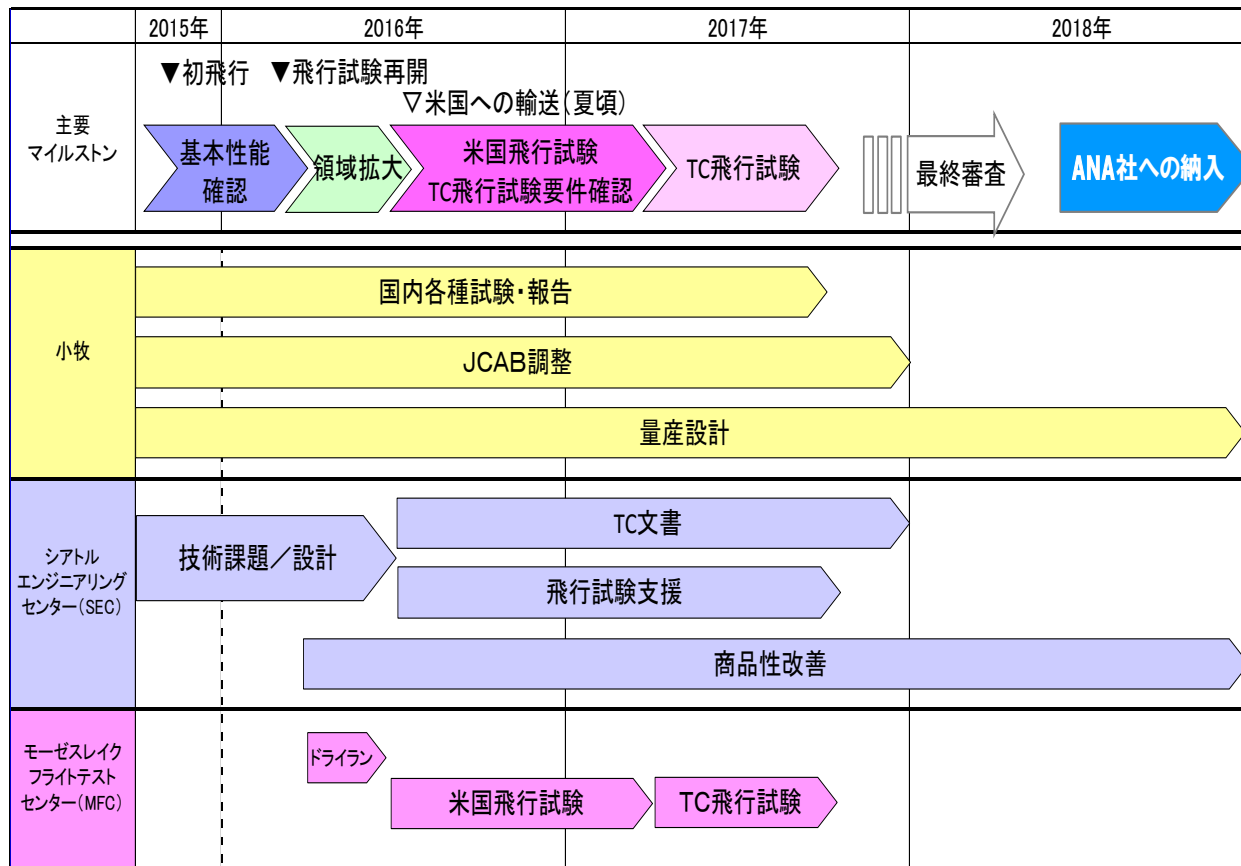 2015年
2016年
2017年
2018年
主要
マイルストン
▼初飛行
▼飛行試験再開
▽米国への輸送(夏頃)
基本性能
確認
領域拡大
米国飛行試験
TC飛行試験要件確認
TC飛行試験
最終審査
ANA社への納入
小牧
国内各種試験・報告
JCAB調整
量産設計
シアトル
エンジニアリング
センター(SEC)
技術課題/設計
TC文書
飛行試験支援
商品性改善
モーゼスレイク
フライトテスト
センター(MFC)
ドライラン
米国飛行試験
TC飛行試験